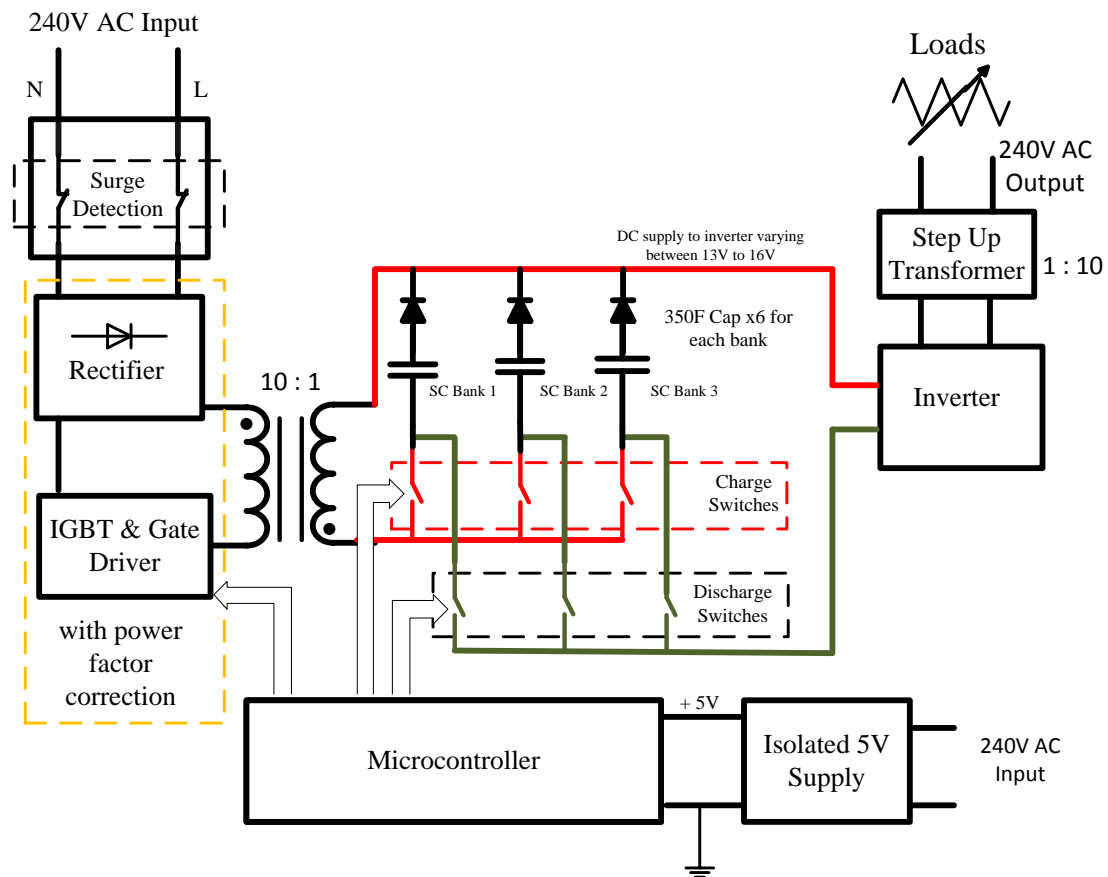 240V AC Input
N
L
Surge
Detection
Rectifier
IGBT & Gate
Driver
with power
factor
correction
10 : 1
DC supply to inverter varying
between 13V to 16V
350F Cap x6 for
each bank
SC Bank 1
SC Bank 2
SC Bank 3
Charge
Switches
Discharge
Switches
Loads
240V AC
Output
Step Up
Transformer
1 : 10
Inverter
Microcontroller
+ 5V
Isolated 5V
Supply
240V AC
Input